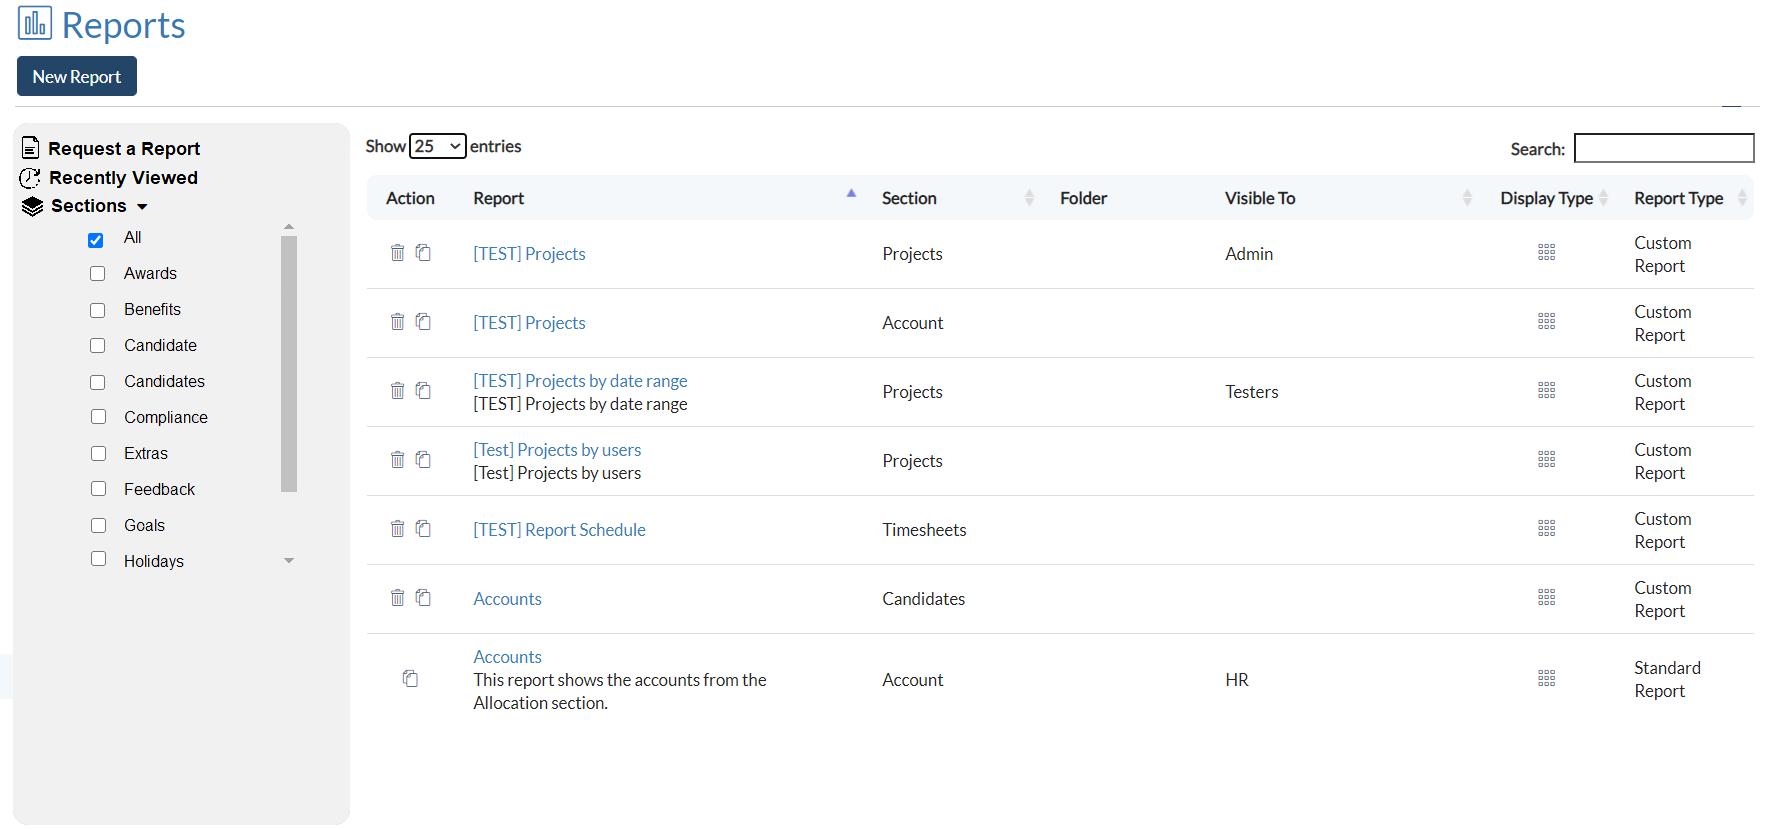 Reports
New Report
Request a Report
Recently Viewed
Sections
All
Awards
Benefits
Candidate
Candidates
Compliance
Extras
Feedback
Goals
Holidays
Show 25 entries
Search:
Action Report Section Folder Visible To Display Type Report Type
[TEST] Projects Projects Admin Custom
Report
[TEST] Projects Account Custom
Report
[TEST] Projects by date range
[TEST] Projects by date range
Projects Testers Custom
Report
[Test] Projects by users
[Test] Projects by users
Projects Custom
Report
[TEST] Report Schedule Timesheets Custom
Report
Accounts Candidates Custom
Report
Accounts
This report shows the accounts from the
Allocation section.
Account HR Standard
Report